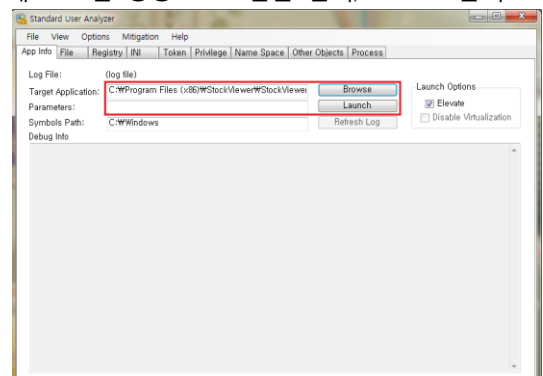 Standard User Analyzer
File View Options Mitigation Help
App Info File Registry INI Token Privilege Name Space Other Objects Process
Log File: (log file)
Target Application: C:₩Program Files (x86)₩StockViewer₩StockViewer Browse
Parameters: Launch
Symbols Path: C:₩Windows Refresh Log
Launch Options
Elevate
Disable Virtualization
Debug Info